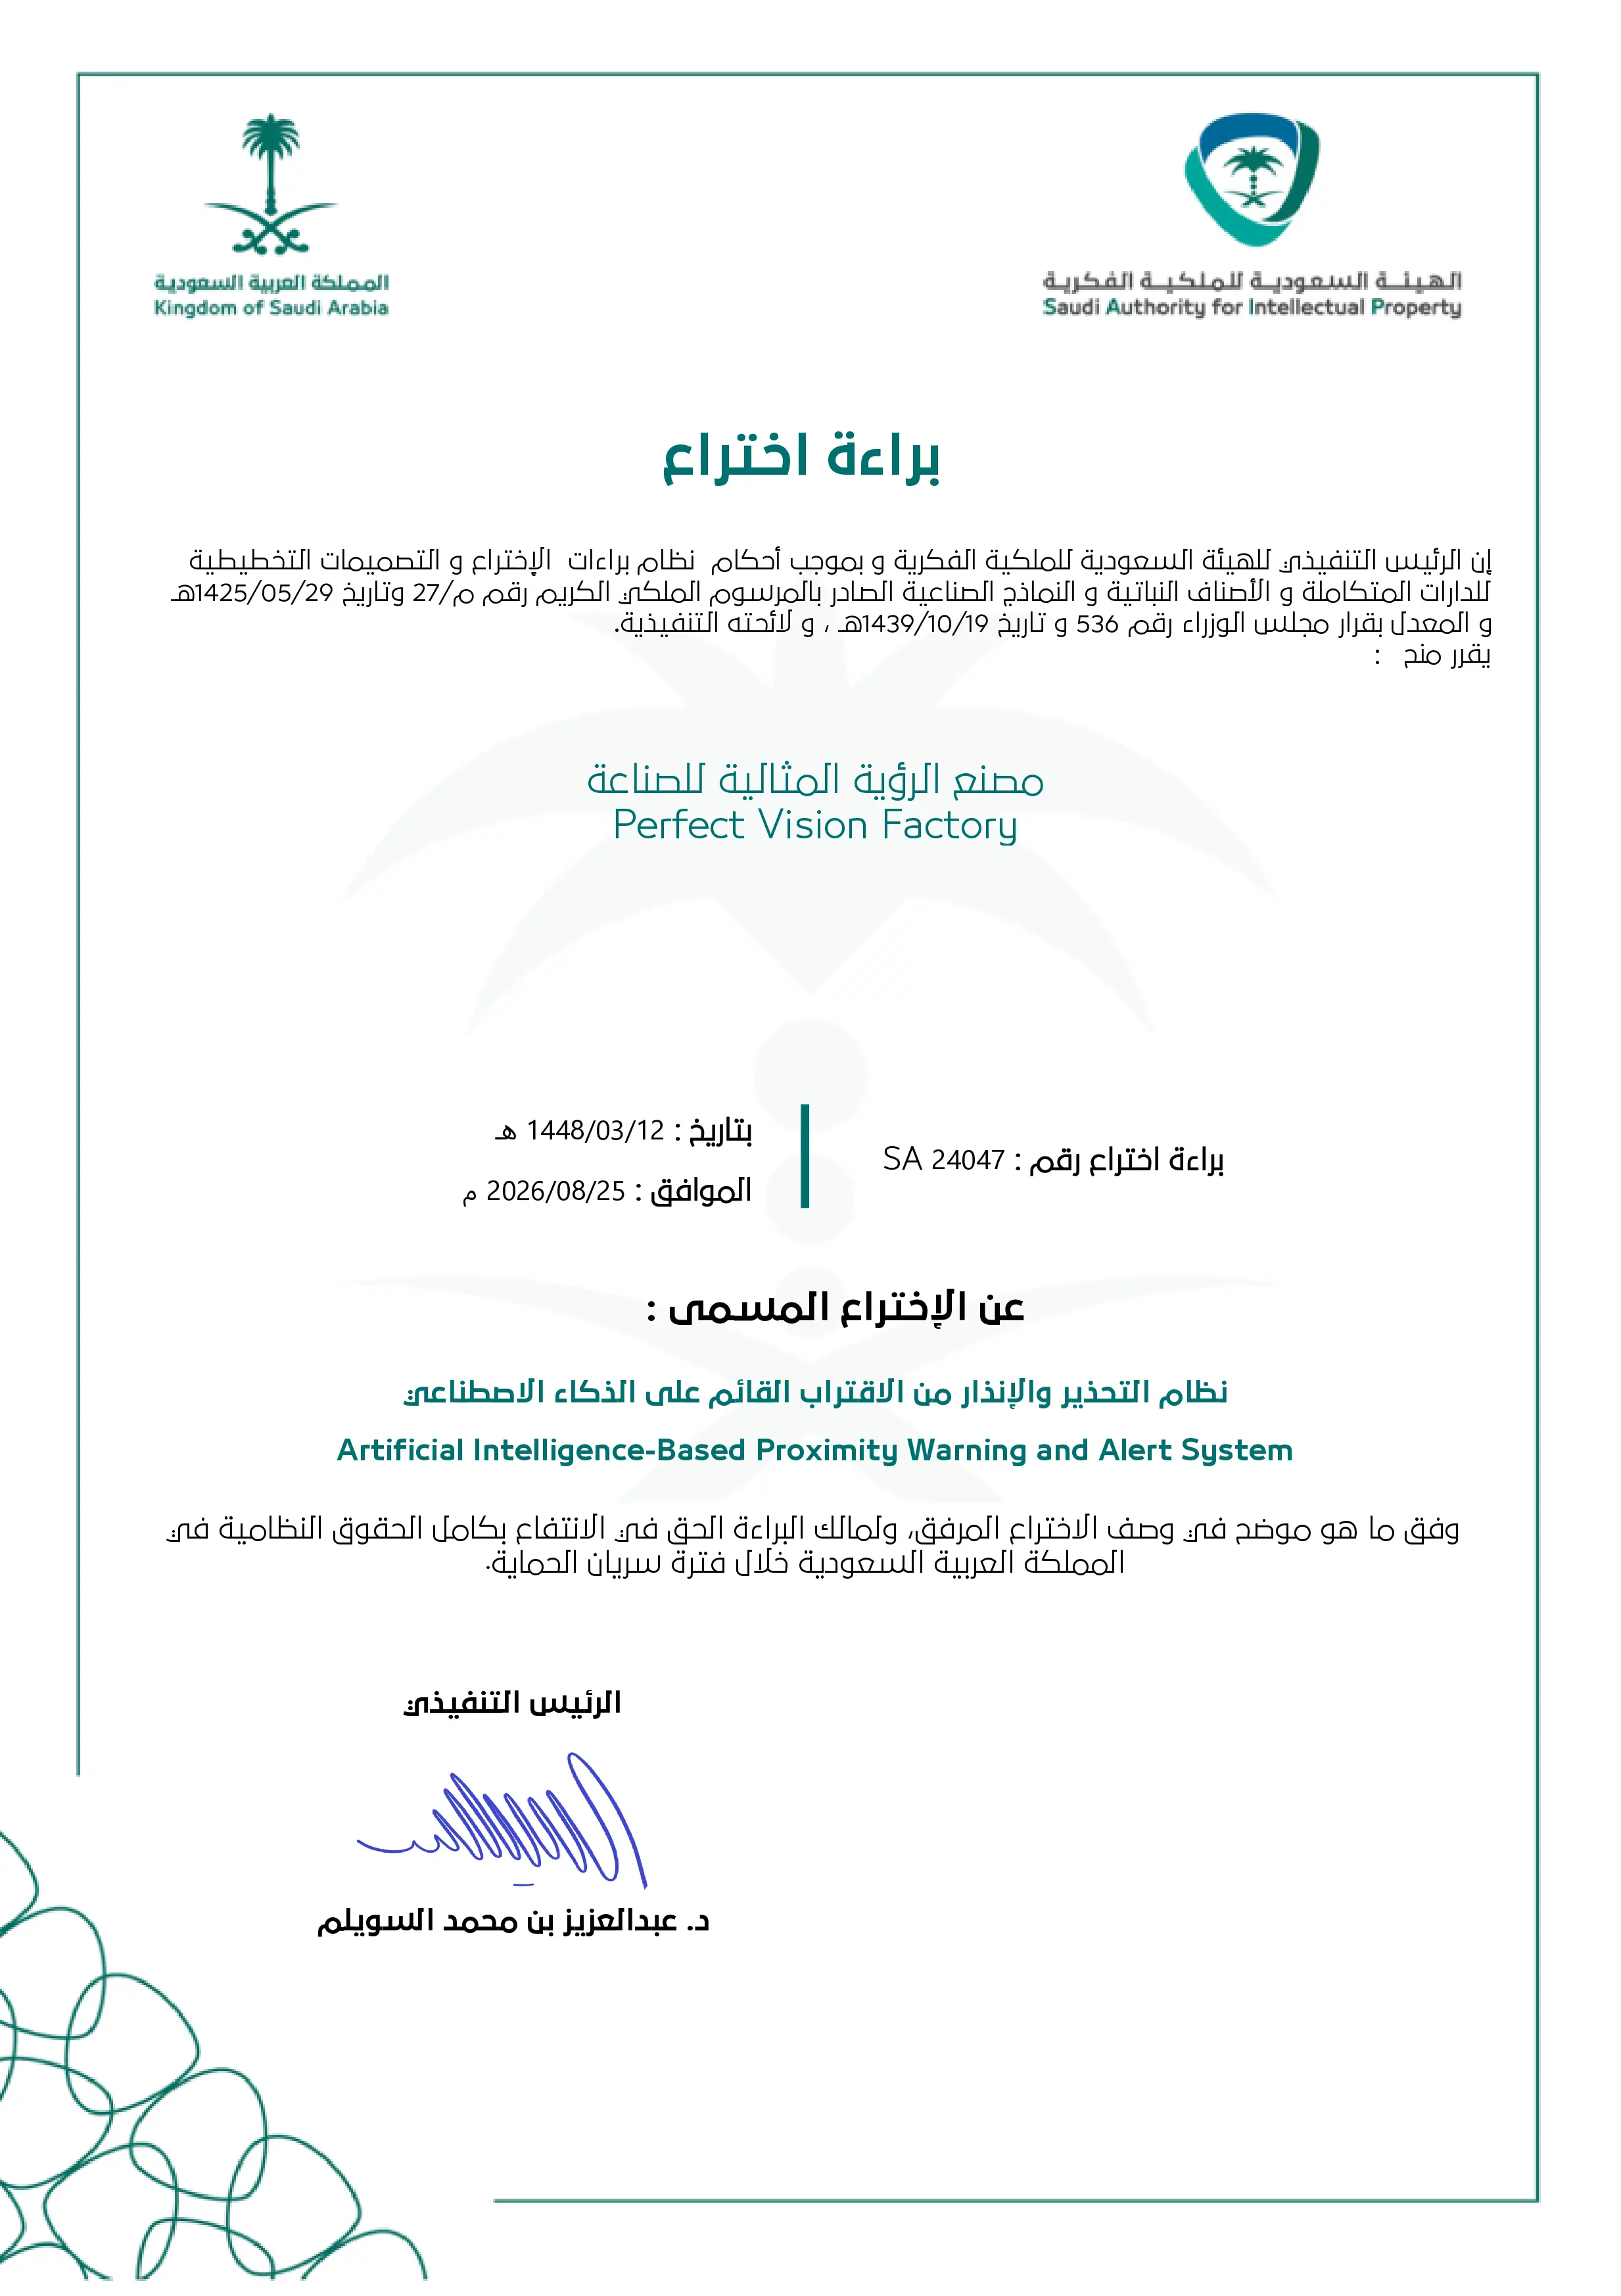 الهيئة السعودية للملكية الفكرية
Saudi Authority for Intellectual Property
المملكة العربية السعودية
Kingdom of Saudi Arabia
براءة اختراع
إن الرئيس التنفيذي للهيئة السعودية للملكية الفكرية و بموجب أحكام نظام براءات الإختراع و التصميمات التخطيطية
للدارات المتكاملة و الأصناف النباتية و النماذج الصناعية الصادر بالمرسوم الملكي الكريم رقم م/27 وتاريخ 1425/05/29هـ
و المعدل بقرار مجلس الوزراء رقم 536 و تاريخ 1439/10/19هـ ، و لائحته التنفيذية.
يقرر منح :
مصنع الرؤية المثالية للصناعة
Perfect Vision Factory
براءة اختراع رقم : SA 24047
بتاريخ : 1448/03/12 هـ
الموافق : 2026/08/25 م
عن الإختراع المسمى :
نظام التحذير والإنذار من الاقتراب القائم على الذكاء الاصطناعي
Artificial Intelligence-Based Proximity Warning and Alert System
وفق ما هو موضح في وصف الاختراع المرفق، ولمالك البراءة الحق في الانتفاع بكامل الحقوق النظامية في
المملكة العربية السعودية خلال فترة سريان الحماية.
الرئيس التنفيذي
د. عبدالعزيز بن محمد السويلم